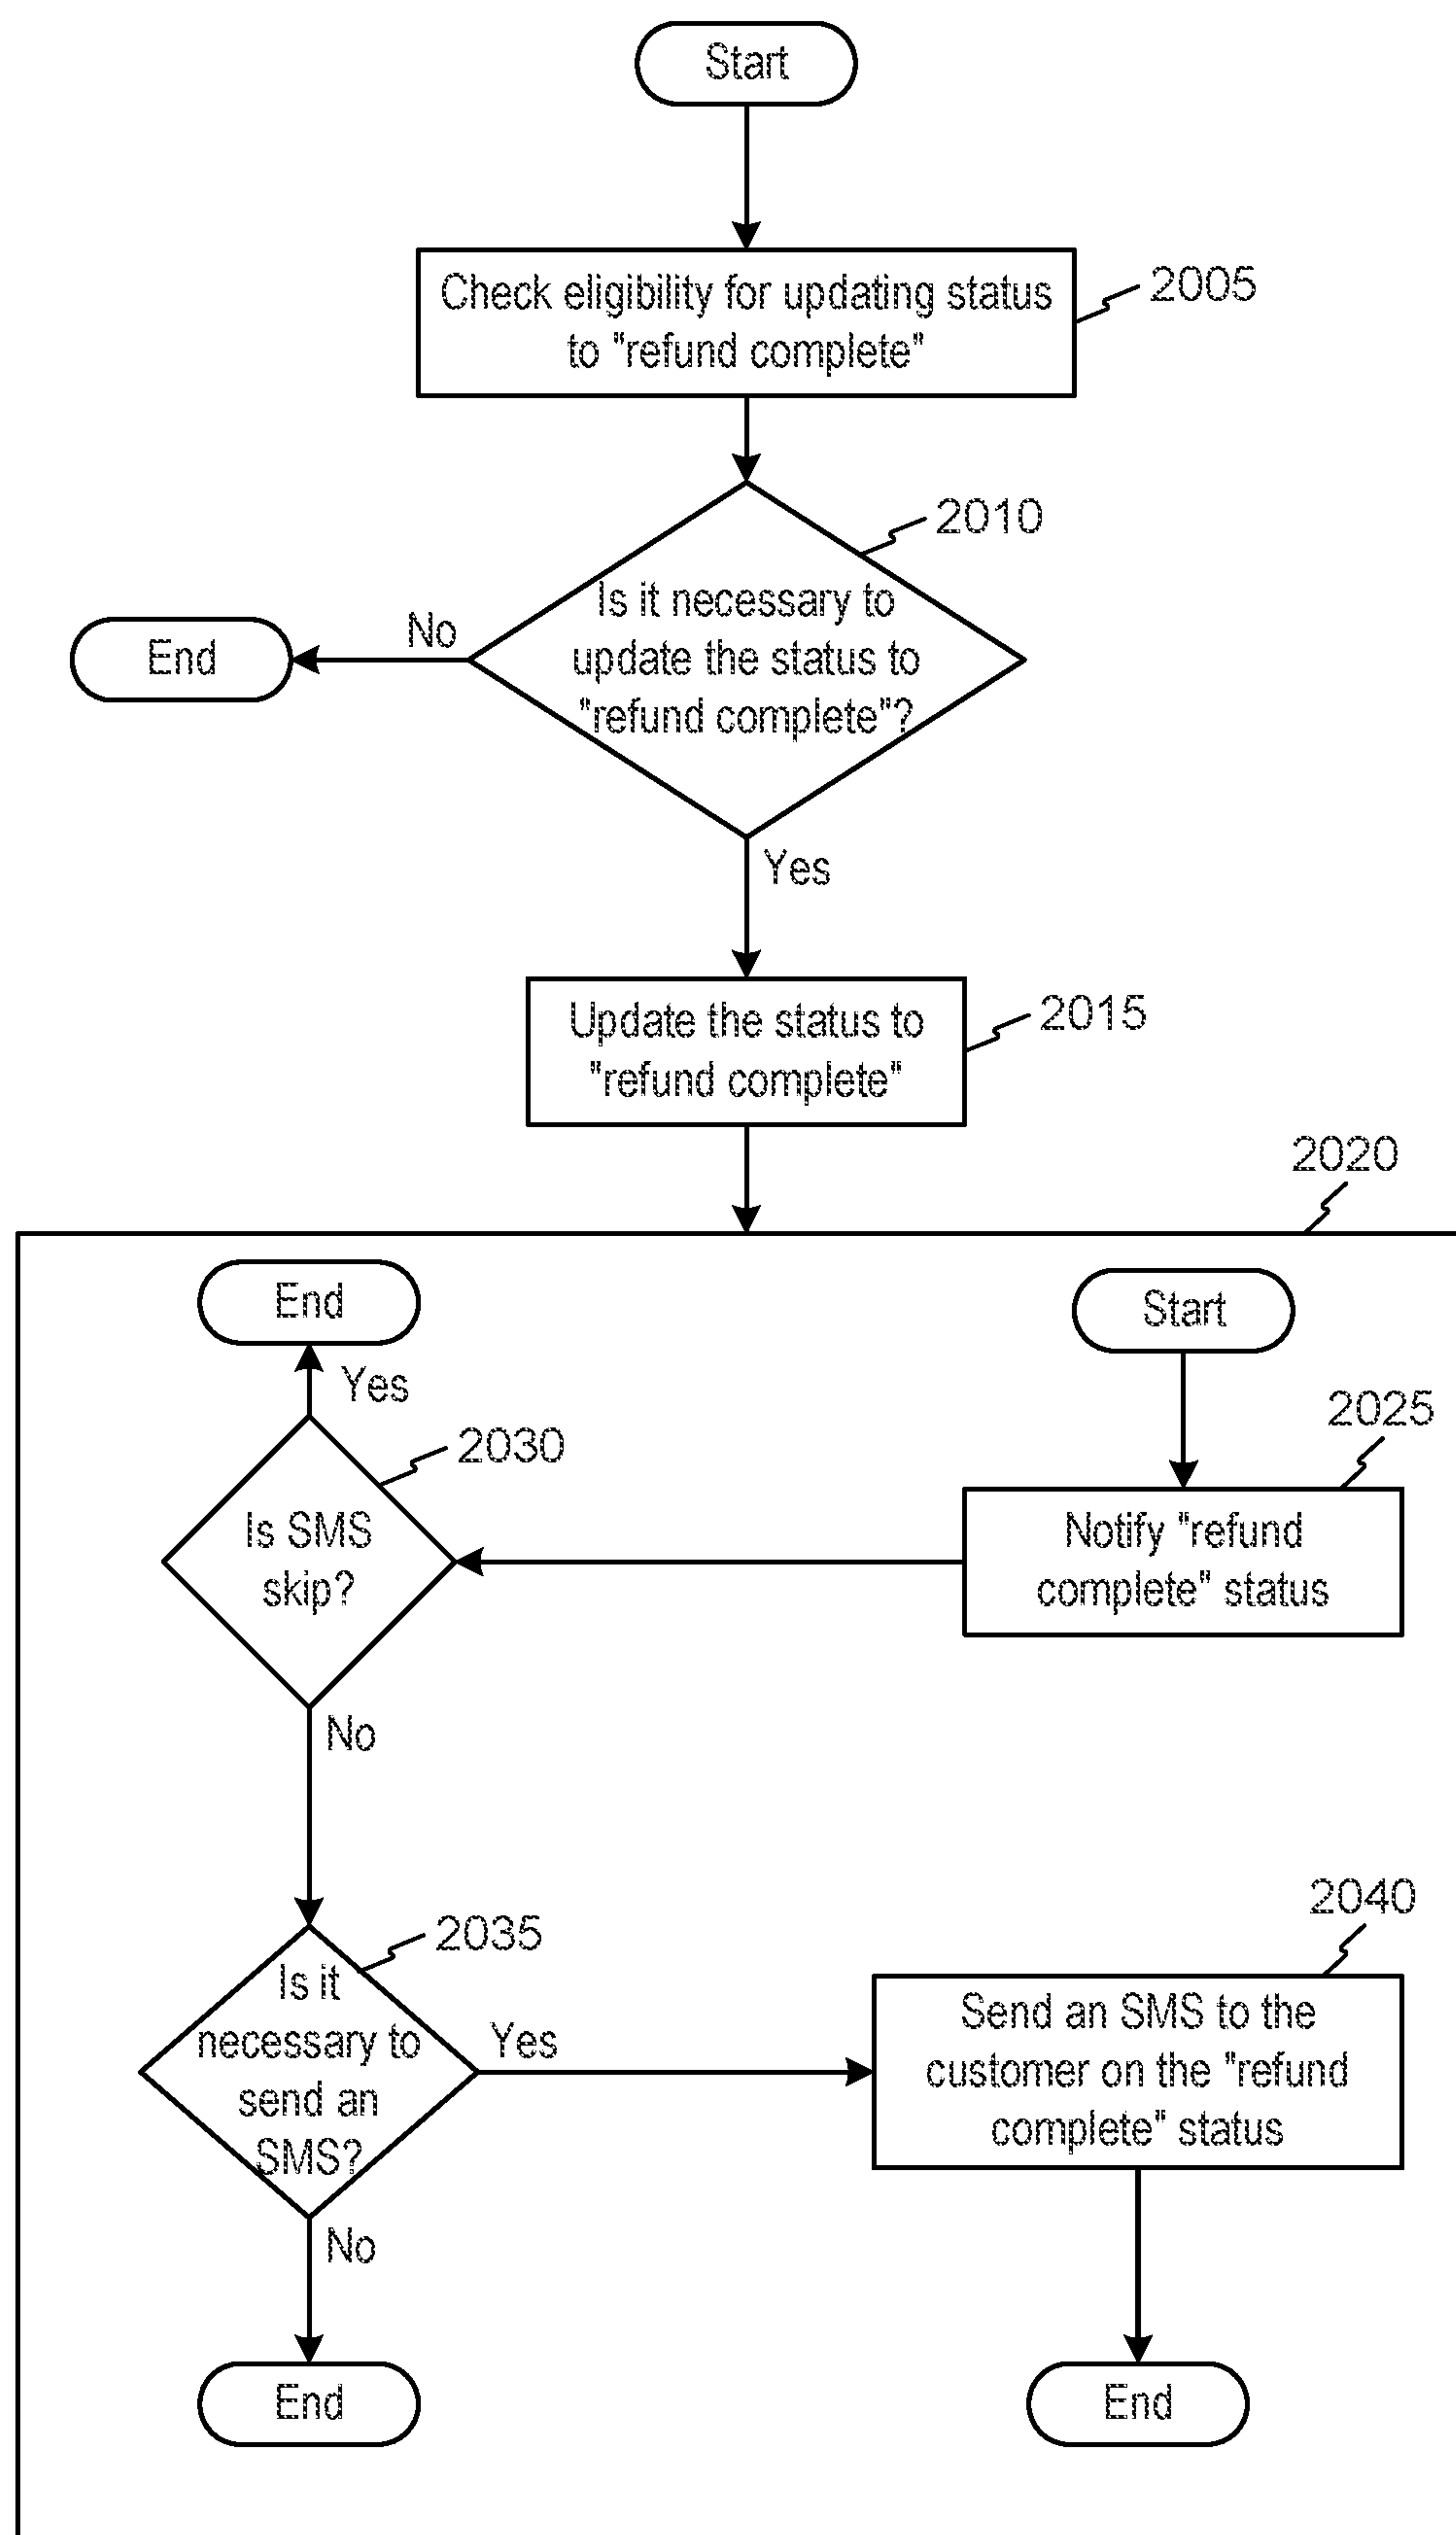 Start
Check eligibility for updating status
to "refund complete"
2005
2010
Is it necessary to
update the status to
"refund complete"?
No
End
Yes
Update the status to
"refund complete"
2015
2020
Start
2025
Notify "refund
complete" status
End
Yes
2030
Is SMS
skip?
No
2035
Is it
necessary to
send an
SMS?
Yes
2040
Send an SMS to the
customer on the "refund
complete" status
No
End
End